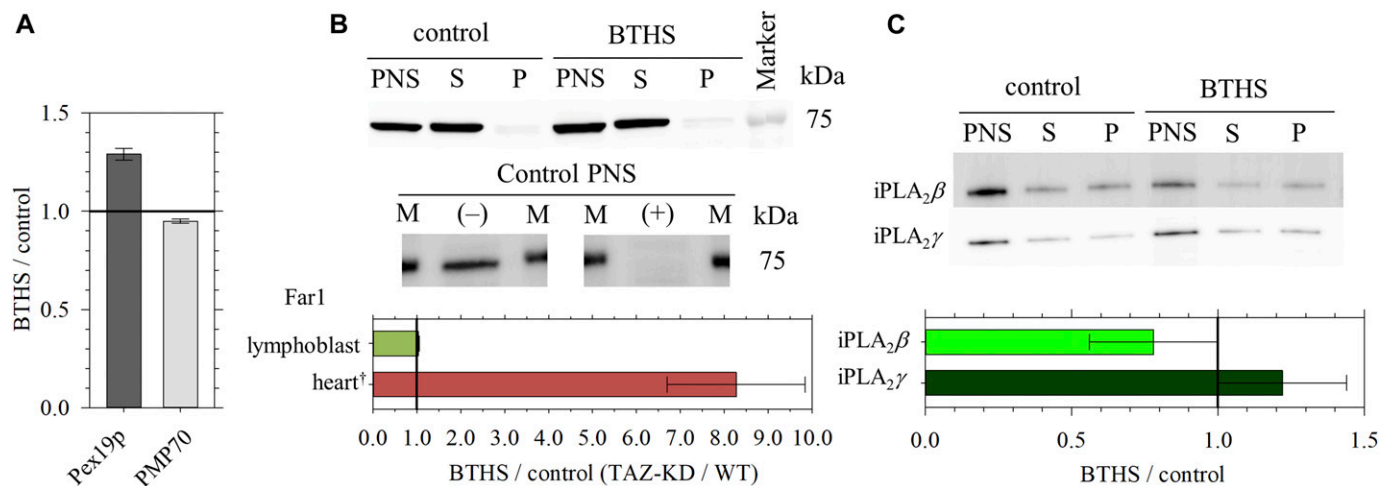 A
1.5
1.0
0.5
0.0
BTHS / control
Pex19p
PMP70
B
control BTHS Marker
PNS S P PNS S P kDa
75
Control PNS
M (–) M M (+) M kDa
75
Far1
lymphoblast
heart†
0.0 1.0 2.0 3.0 4.0 5.0 6.0 7.0 8.0 9.0 10.0
BTHS / control (TAZ-KD / WT)
C
control BTHS
PNS S P PNS S P
iPLA₂β
iPLA₂γ
iPLA₂β
iPLA₂γ
0.0 0.5 1.0 1.5
BTHS / control